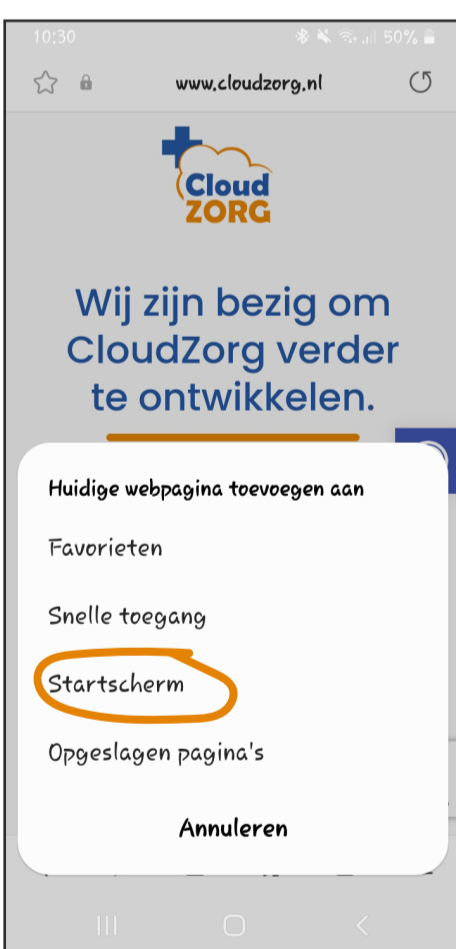 10:30 50%
www.cloudzorg.nl
Cloud
ZORG
Wij zijn bezig om
CloudZorg verder
te ontwikkelen.
Huidige webpagina toevoegen aan
Favorieten
Snelle toegang
Startscherm
Opgeslagen pagina's
Annuleren